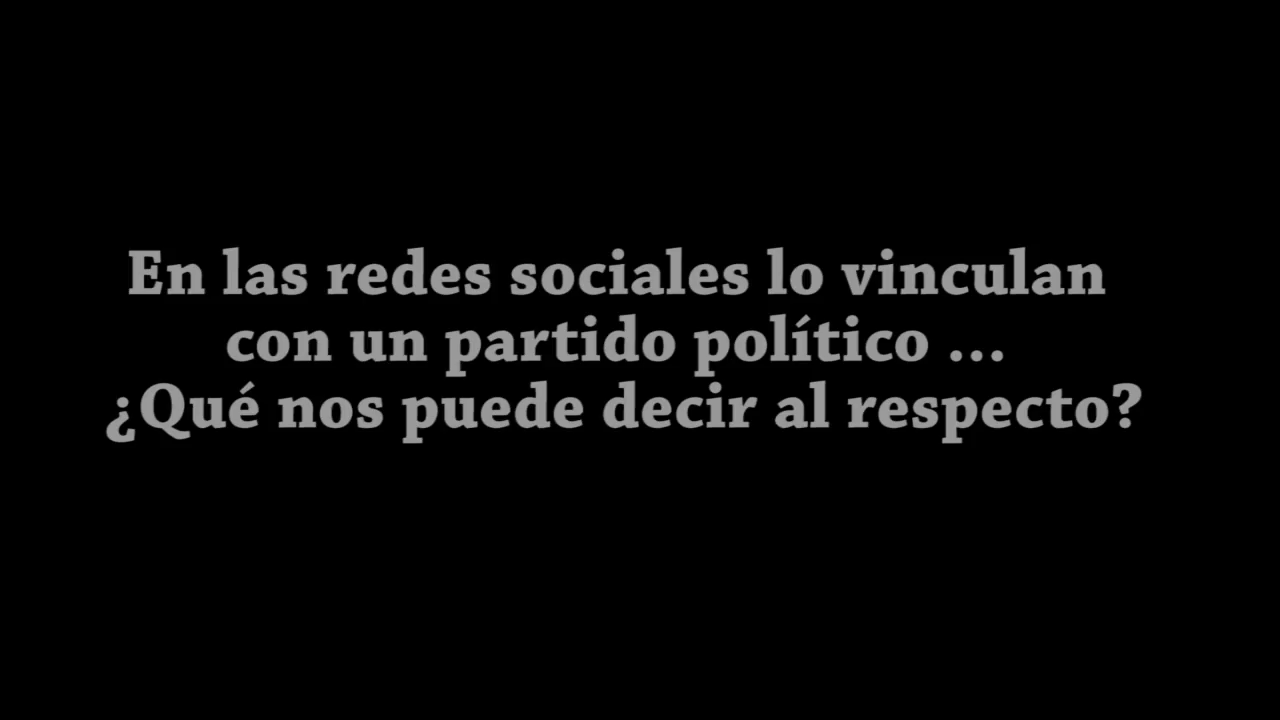 En las redes sociales lo vinculan
con un partido político ...
¿Qué nos puede decir al respecto?